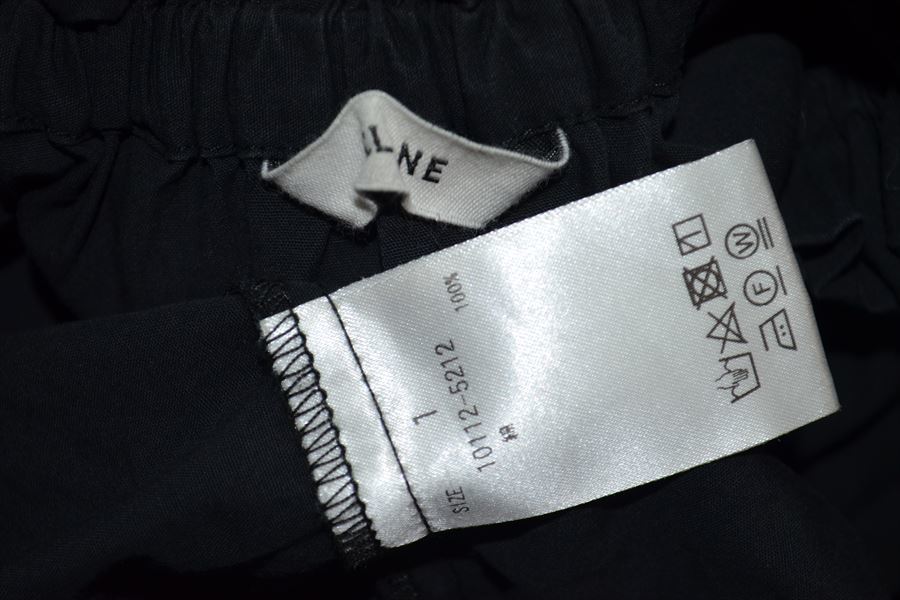 LNE
SIZE 1
10112-5212
綿 100%
W
F